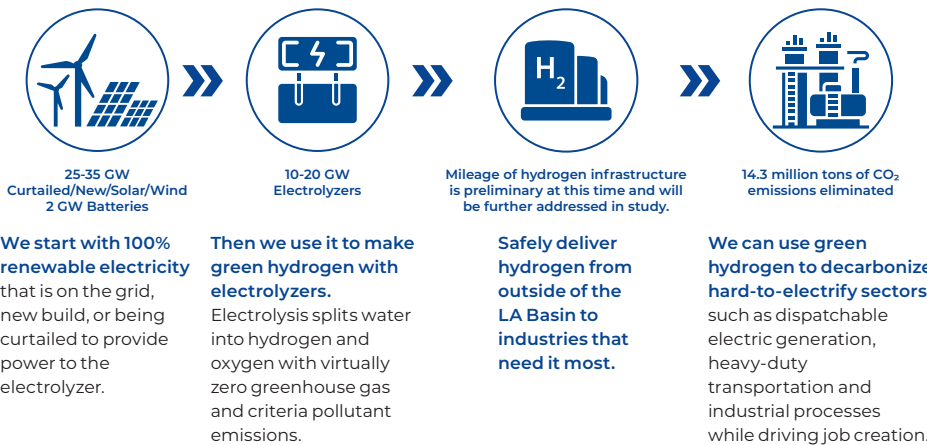 H2
25-35 GW
Curtailed/New/Solar/Wind
2 GW Batteries
We start with 100%
renewable electricity
that is on the grid,
new build, or being
curtailed to provide
power to the
electrolyzer.
10-20 GW
Electrolyzers
Then we use it to make
green hydrogen with
electrolyzers.
Electrolysis splits water
into hydrogen and
oxygen with virtually
zero greenhouse gas
and criteria pollutant
emissions.
Mileage of hydrogen infrastructure
is preliminary at this time and will
be further addressed in study.
Safely deliver
hydrogen from
outside of the
LA Basin to
industries that
need it most.
14.3 million tons of CO₂
emissions eliminated
We can use green
hydrogen to decarbonize
hard-to-electrify sectors
such as dispatchable
electric generation,
heavy-duty
transportation and
industrial processes
while driving job creation.